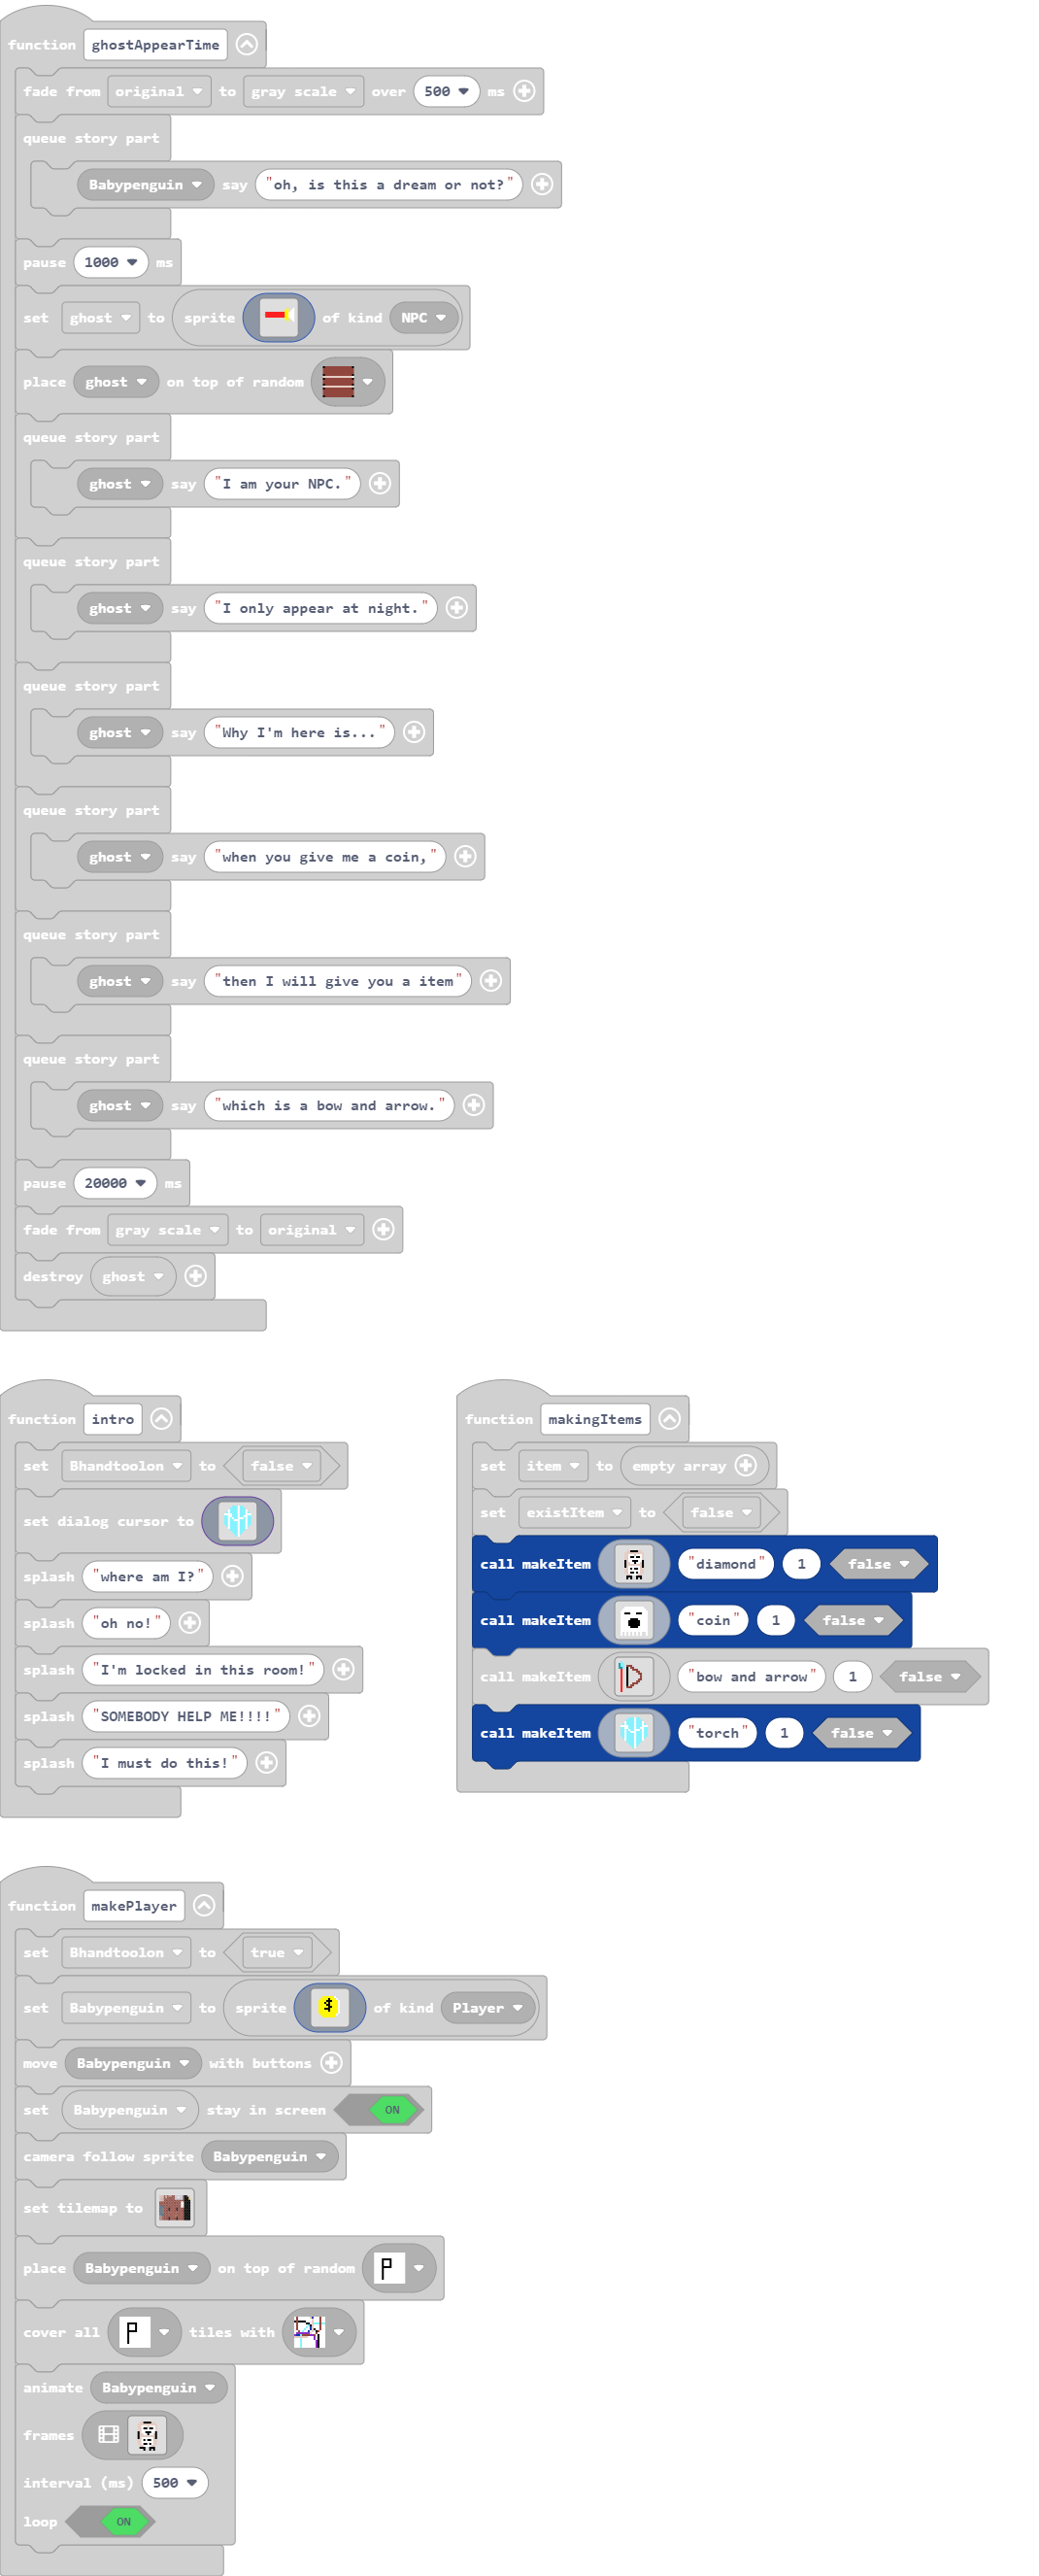 function ghostAppearTime
fade from original to gray scale over 500 ms
queue story part
Babypenguin say "oh, is this a dream or not?"
pause 1000 ms
set ghost to sprite of kind NPC
place ghost on top of random
queue story part
ghost say "I am your NPC."
queue story part
ghost say "I only appear at night."
queue story part
ghost say "Why I'm here is..."
queue story part
ghost say "when you give me a coin,"
queue story part
ghost say "then I will give you a item"
queue story part
ghost say "which is a bow and arrow."
pause 20000 ms
fade from gray scale to original
destroy ghost
function intro
set Bhandtoolon to false
set dialog cursor to
splash "where am I?"
splash "oh no!"
splash "I'm locked in this room!"
splash "SOMEBODY HELP ME!!!!"
splash "I must do this!"
function makingItems
set item to empty array
set existItem to false
call makeItem "diamond" 1 false
call makeItem "coin" 1 false
call makeItem "bow and arrow" 1 false
call makeItem "torch" 1 false
function makePlayer
set Bhandtoolon to true
set Babypenguin to sprite of kind Player
move Babypenguin with buttons
set Babypenguin stay in screen ON
camera follow sprite Babypenguin
set tilemap to
place Babypenguin on top of random P
cover all P tiles with
animate Babypenguin
frames
interval (ms) 500
loop ON